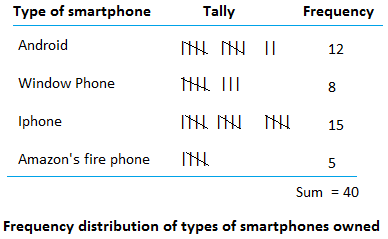 Type of smartphone Tally Frequency
Android 12
Window Phone 8
Iphone 15
Amazon's fire phone 5
Sum = 40
Frequency distribution of types of smartphones owned